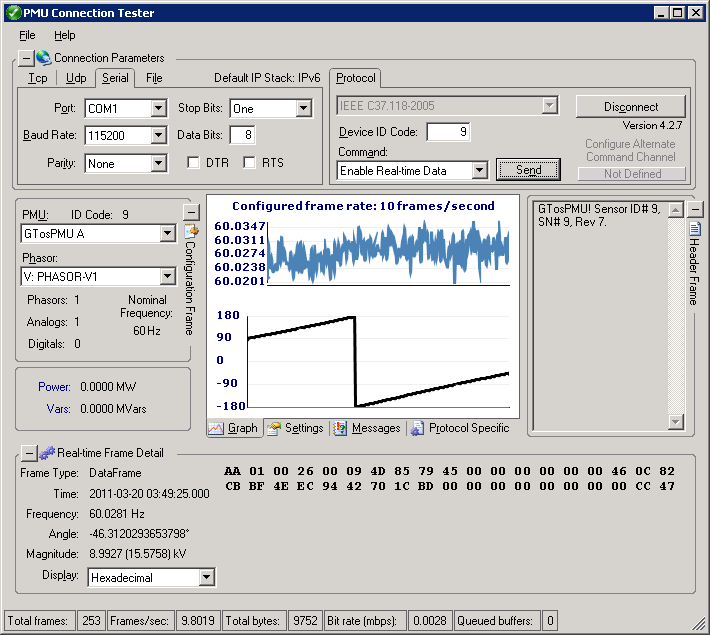 PMU Connection Tester
File Help
Connection Parameters
Tcp Udp Serial File Default IP Stack: IPv6
Port: COM1 Stop Bits: One
Baud Rate: 115200 Data Bits: 8
Parity: None DTR RTS
Protocol
IEEE C37.118-2005
Device ID Code: 9
Command:
Enable Real-time Data Send
Disconnect
Version 4.2.7
Configure Alternate
Command Channel
Not Defined
PMU: ID Code: 9
GTosPMU A
Phasor:
V: PHASOR-V1
Phasors: 1
Analogs: 1
Digitals: 0
Nominal
Frequency:
60 Hz
Configuration Frame
Power: 0.0000 MW
Vars: 0.0000 MVars
Configured frame rate: 10 frames/second
60.0347
60.0311
60.0274
60.0238
60.0201
180
90
0
-90
-180
Graph Settings Messages Protocol Specific
GTosPMU! Sensor ID# 9,
SN# 9, Rev 7.
Header Frame
Real-time Frame Detail
Frame Type: DataFrame
Time: 2011-03-20 03:49:25.000
Frequency: 60.0281 Hz
Angle: -46.3120293653798°
Magnitude: 8.9927 (15.5758) kV
Display: Hexadecimal
AA 01 00 26 00 09 4D 85 79 45 00 00 00 00 00 00 46 0C 82
CB BF 4E EC 94 42 70 1C BD 00 00 00 00 00 00 00 00 CC 47
Total frames: 253 Frames/sec: 9.8019 Total bytes: 9752 Bit rate (mbps): 0.0028 Queued buffers: 0